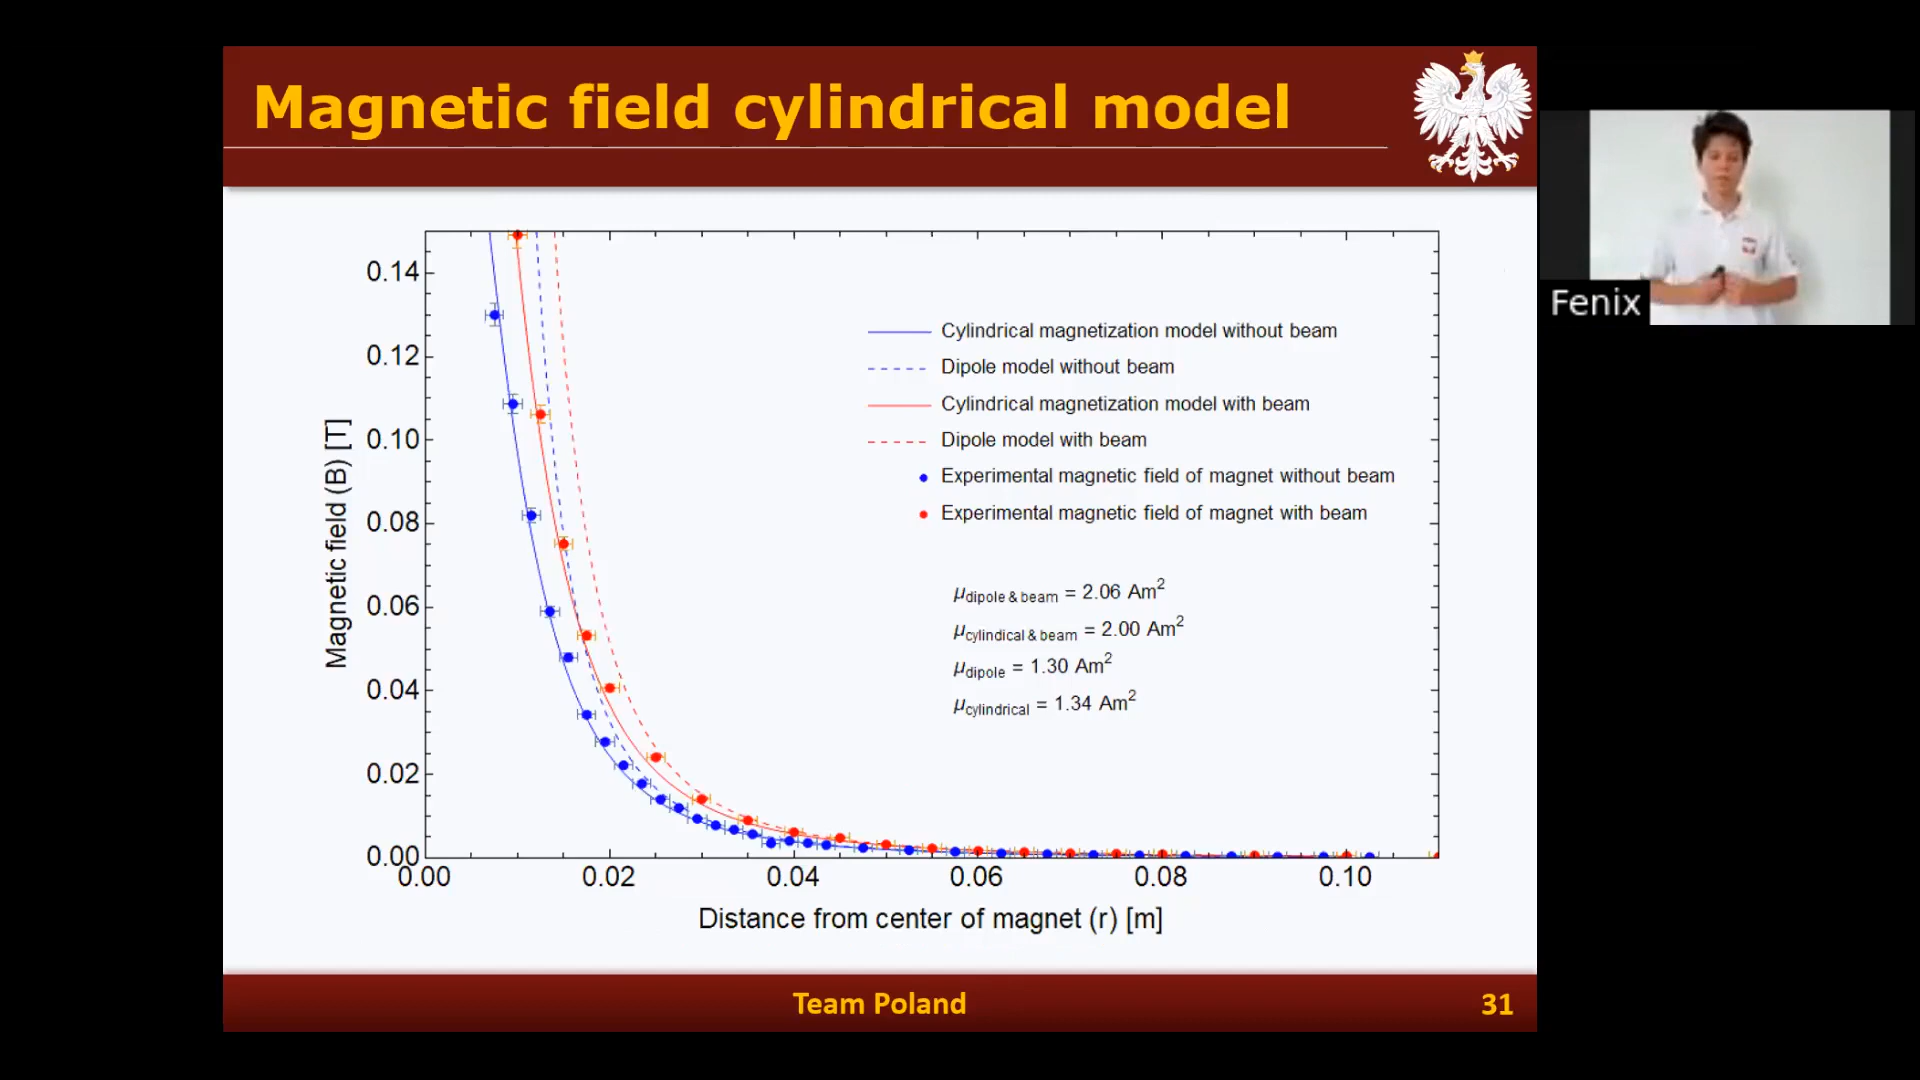 Magnetic field cylindrical model
Fenix
0.14
0.12
0.10
0.08
0.06
0.04
0.02
0.00
Magnetic field (B) [T]
Cylindrical magnetization model without beam
Dipole model without beam
Cylindrical magnetization model with beam
Dipole model with beam
Experimental magnetic field of magnet without beam
Experimental magnetic field of magnet with beam
μdipole & beam = 2.06 Am²
μcylindical & beam = 2.00 Am²
μdipole = 1.30 Am²
μcylindrical = 1.34 Am²
0.00 0.02 0.04 0.06 0.08 0.10
Distance from center of magnet (r) [m]
Team Poland
31